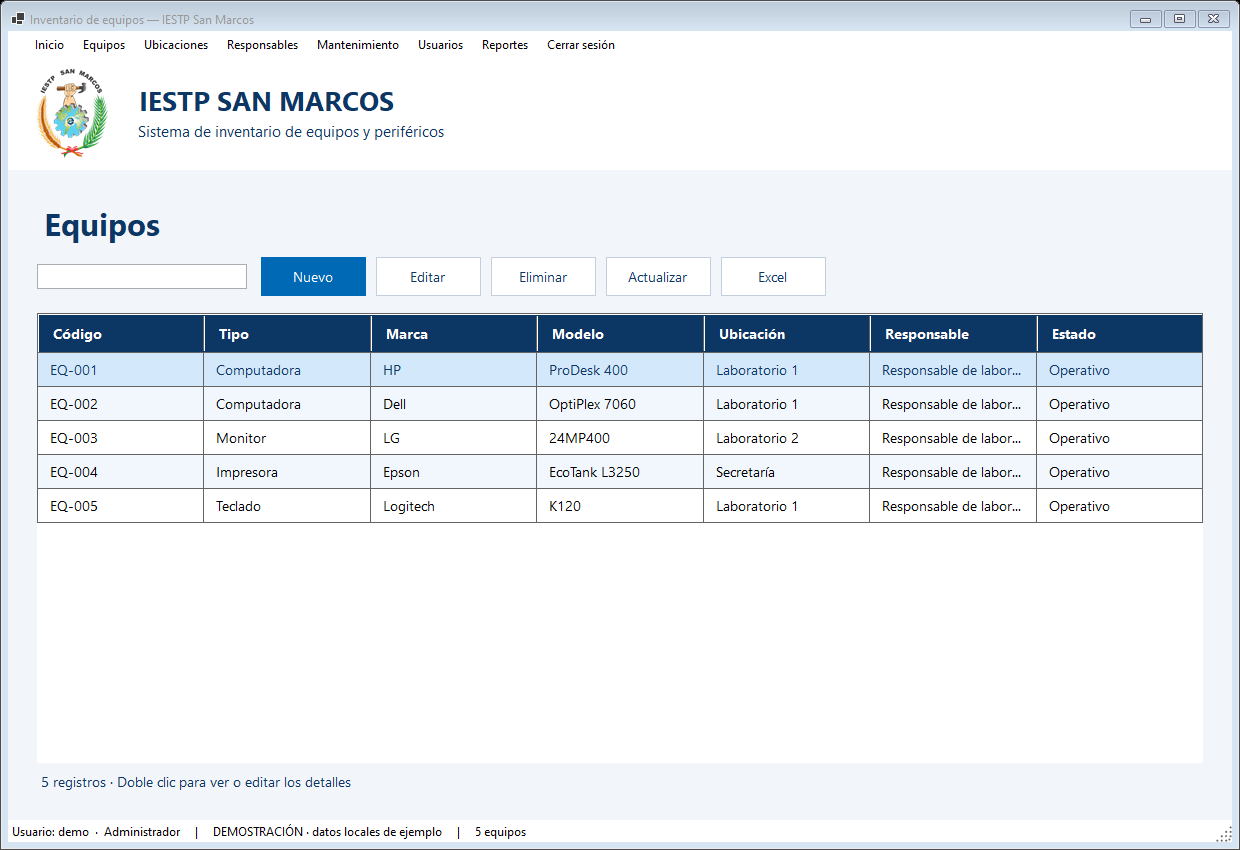 Inventario de equipos — IESTP San Marcos
Inicio Equipos Ubicaciones Responsables Mantenimiento Usuarios Reportes Cerrar sesión
IESTP SAN MARCOS
IESTP SAN MARCOS
Sistema de inventario de equipos y periféricos
Equipos
Nuevo Editar Eliminar Actualizar Excel
Código Tipo Marca Modelo Ubicación Responsable Estado
EQ-001 Computadora HP ProDesk 400 Laboratorio 1 Responsable de labor... Operativo
EQ-002 Computadora Dell OptiPlex 7060 Laboratorio 1 Responsable de labor... Operativo
EQ-003 Monitor LG 24MP400 Laboratorio 2 Responsable de labor... Operativo
EQ-004 Impresora Epson EcoTank L3250 Secretaría Responsable de labor... Operativo
EQ-005 Teclado Logitech K120 Laboratorio 1 Responsable de labor... Operativo
5 registros · Doble clic para ver o editar los detalles
Usuario: demo · Administrador | DEMOSTRACIÓN · datos locales de ejemplo | 5 equipos